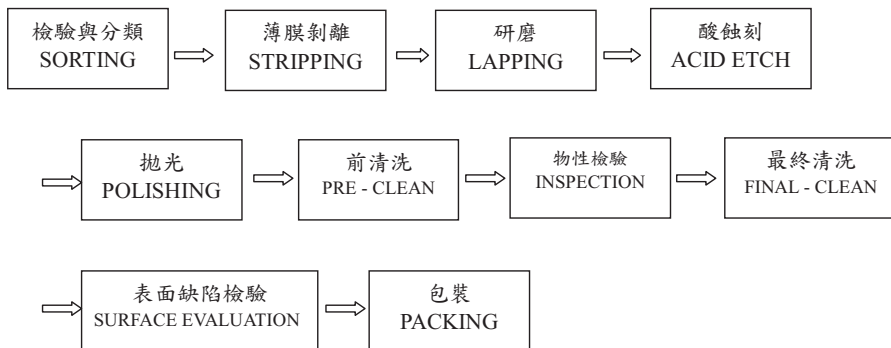 檢驗與分類
SORTING
薄膜剝離
STRIPPING
研磨
LAPPING
酸蝕刻
ACID ETCH
拋光
POLISHING
前清洗
PRE - CLEAN
物性檢驗
INSPECTION
最終清洗
FINAL - CLEAN
表面缺陷檢驗
SURFACE EVALUATION
包裝
PACKING